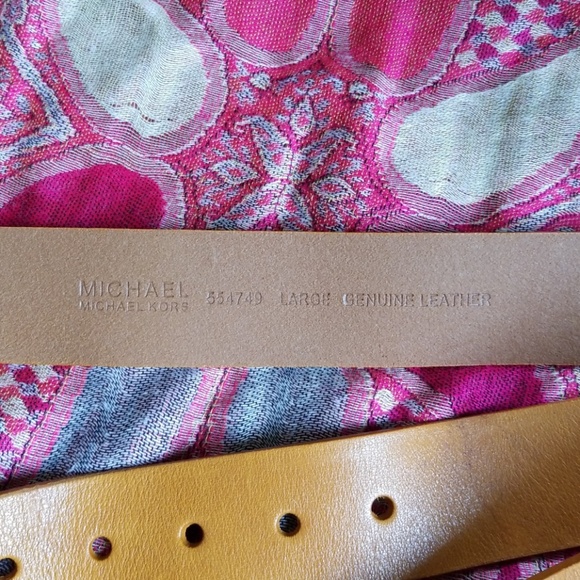 MICHAEL
MICHAEL KORS
554749 LARGE GENUINE LEATHER